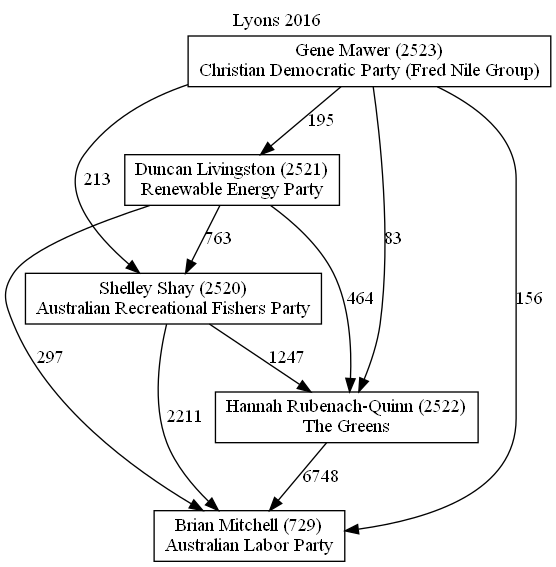 Lyons 2016
Gene Mawer (2523)
Christian Democratic Party (Fred Nile Group)
195
Duncan Livingston (2521)
Renewable Energy Party
213
763
83
Shelley Shay (2520)
Australian Recreational Fishers Party
464
156
297
1247
Hannah Rubenach-Quinn (2522)
The Greens
2211
6748
Brian Mitchell (729)
Australian Labor Party